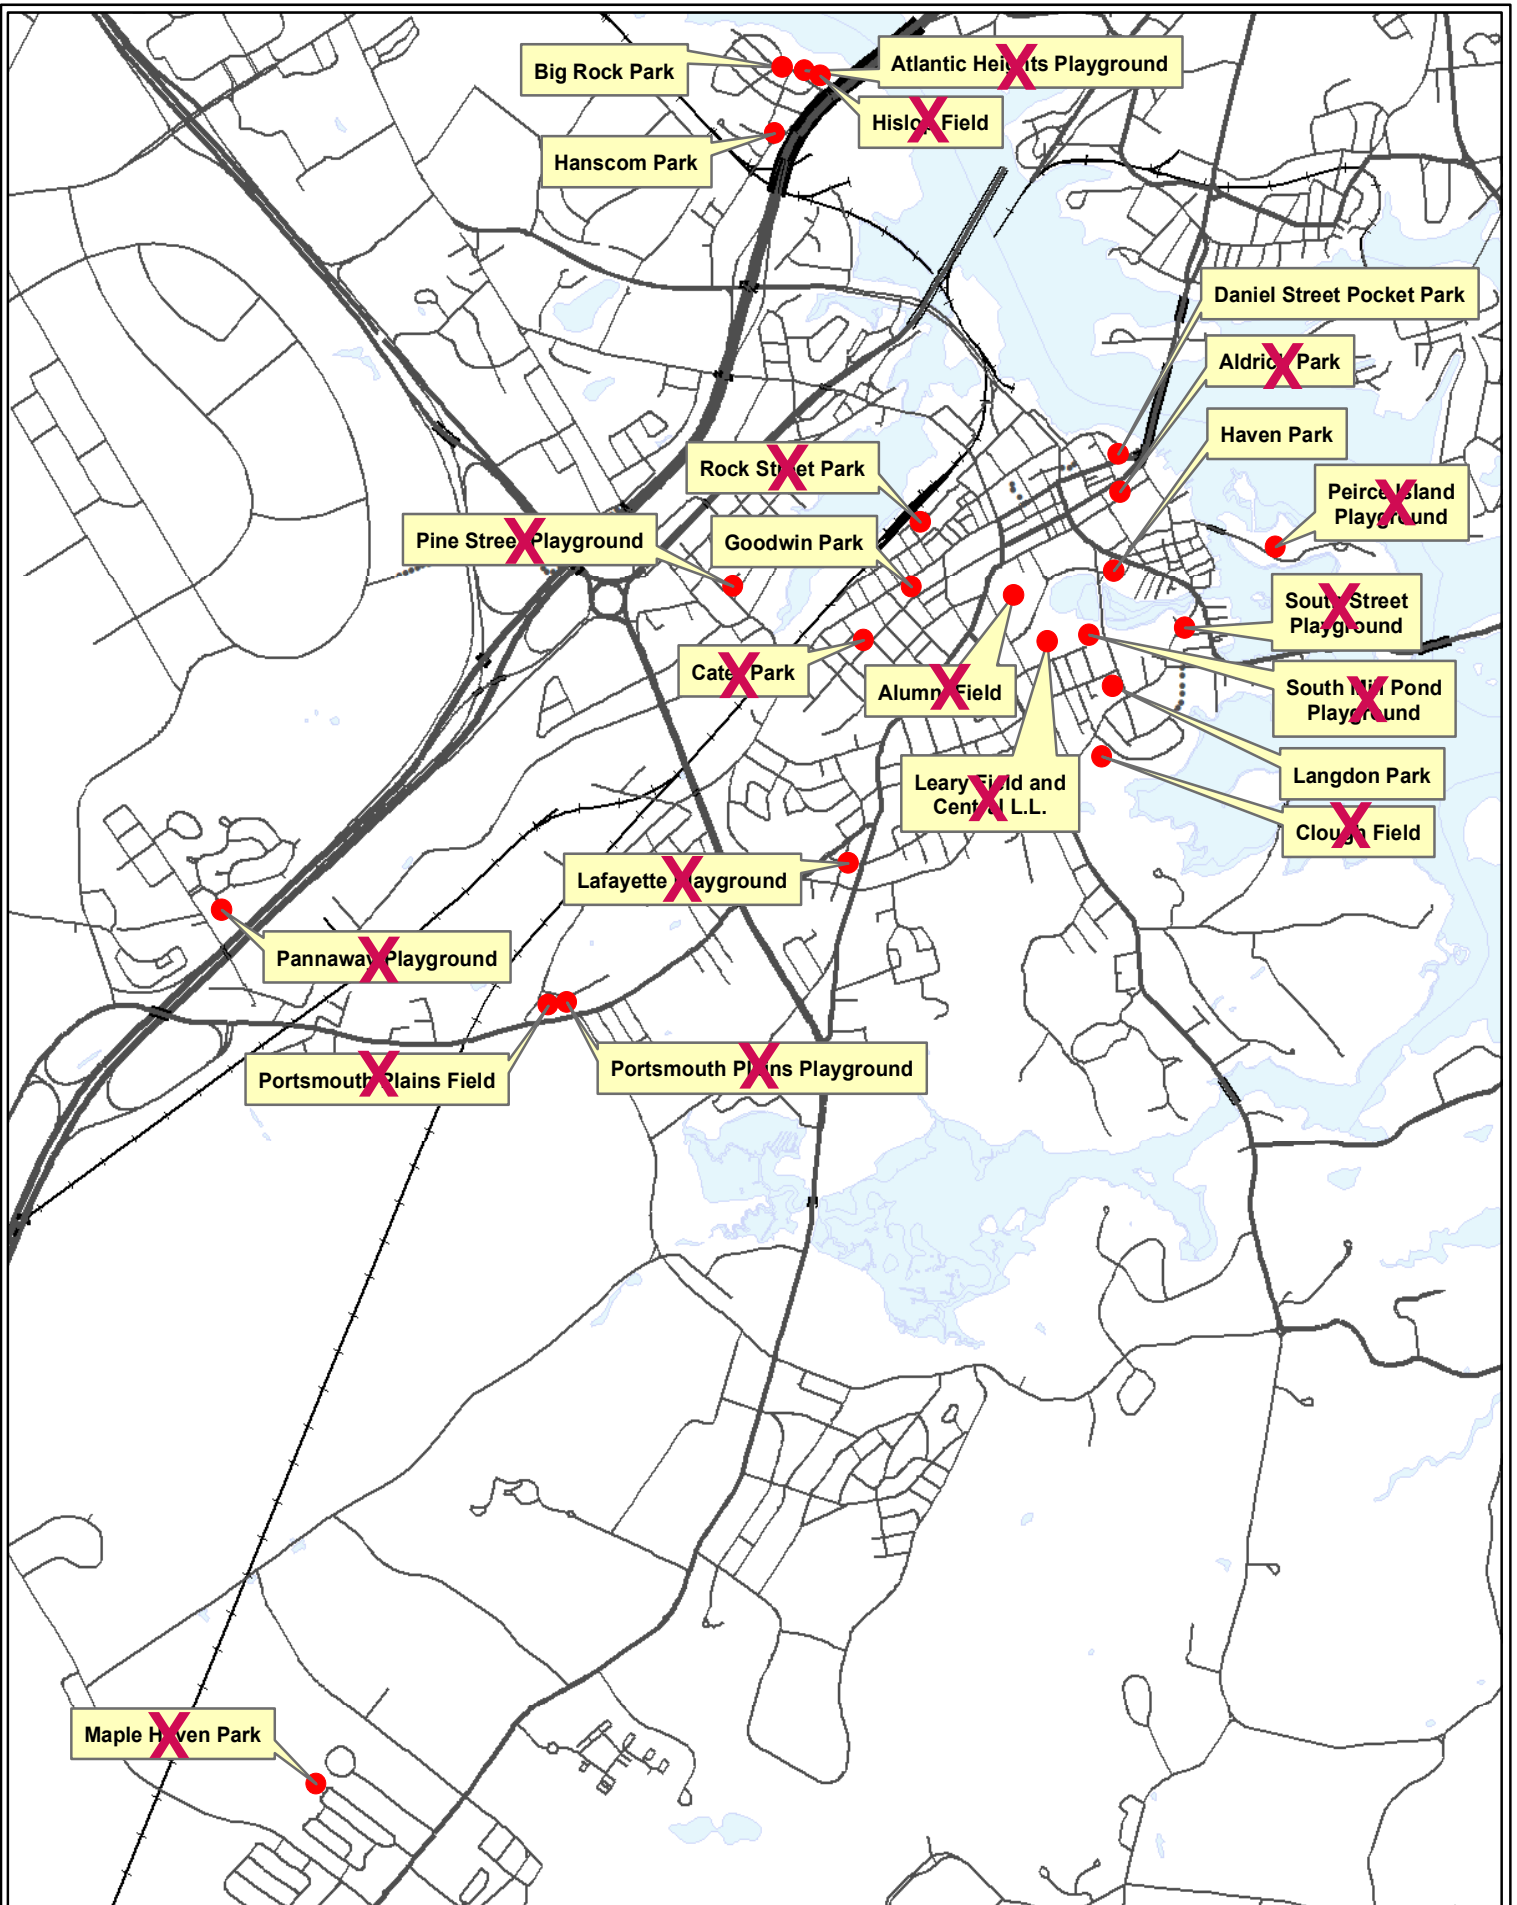 Big Rock Park
Atlantic Heights Playground
Hislop Field
Hanscom Park
Daniel Street Pocket Park
Aldrich Park
Haven Park
Rock Street Park
Peirce Island
Playground
Pine Street Playground
Goodwin Park
South Street
Playground
Cater Park
Alumni Field
South Mill Pond
Playground
Leary Field and
Central L.L.
Langdon Park
Clough Field
Lafayette Playground
Pannaway Playground
Portsmouth Plains Field
Portsmouth Plains Playground
Maple Haven Park